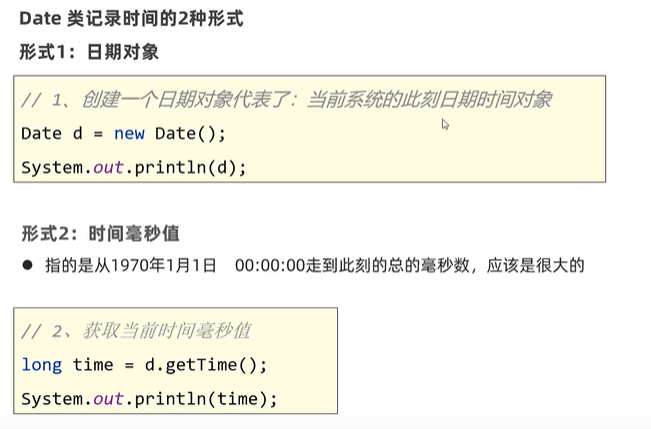 Date 类记录时间的2种形式
形式1：日期对象
// 1、创建一个日期对象代表了：当前系统的此刻日期时间对象
Date d = new Date();
System.out.println(d);
形式2：时间毫秒值
● 指的是从1970年1月1日 00:00:00走到此刻的总的毫秒数，应该是很大的
// 2、获取当前时间毫秒值
long time = d.getTime();
System.out.println(time);